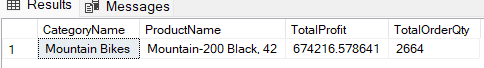 Results Messages
CategoryName ProductName TotalProfit TotalOrderQty
1 Mountain Bikes Mountain-200 Black, 42 674216.578641 2664